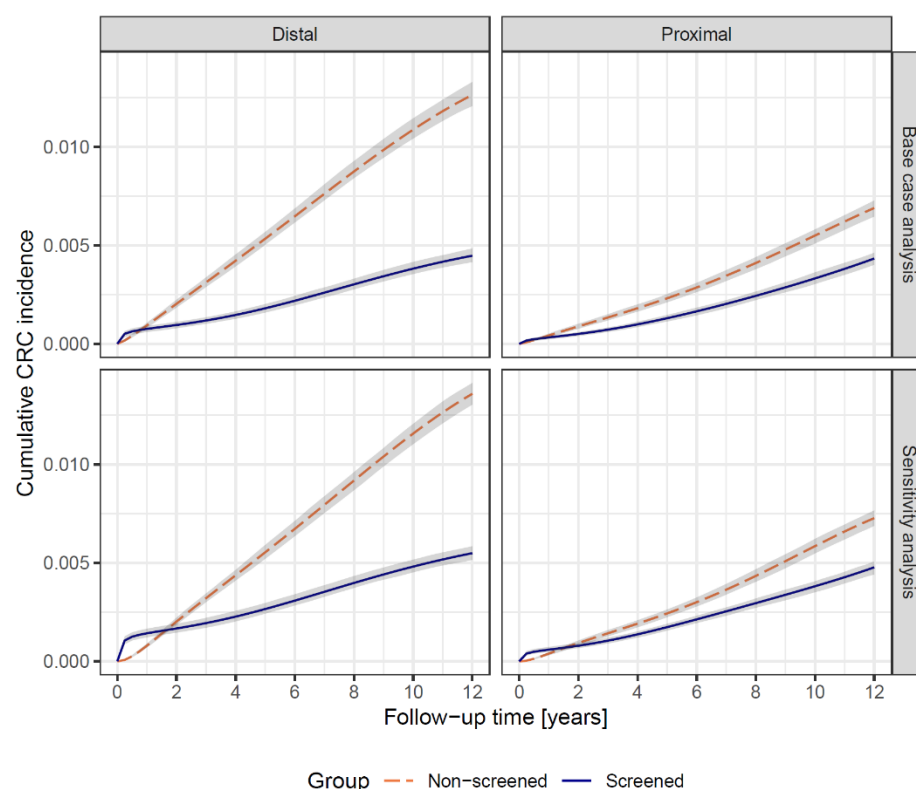 Distal
Proximal
Cumulative CRC incidence
0.010
0.005
0.000
Base case analysis
0.010
0.005
0.000
Sensitivity analysis
0 2 4 6 8 10 12
0 2 4 6 8 10 12
Follow-up time [years]
Group Non-screened Screened